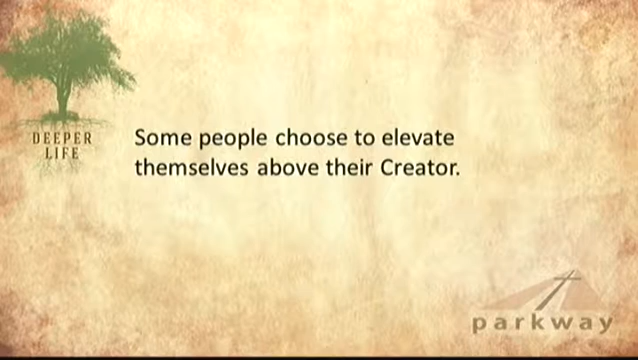 DEEPER
LIFE
Some people choose to elevate
themselves above their Creator.
parkway